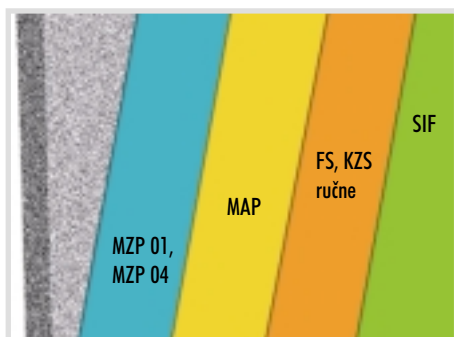 MZP 01,
MZP 04
MAP
FS, KZS
ručne
SIF